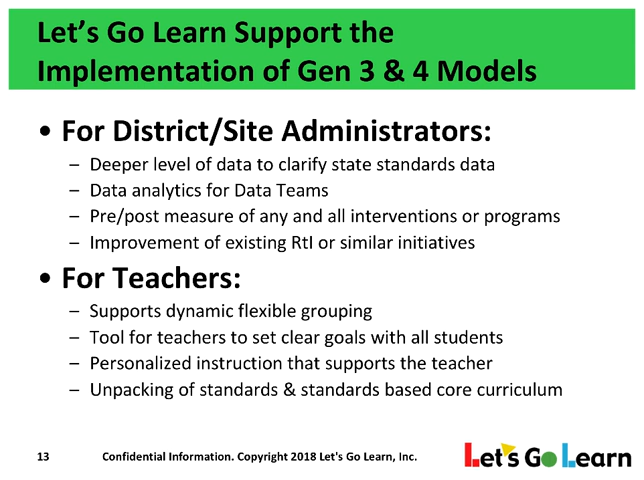 Let’s Go Learn Support the
Implementation of Gen 3 & 4 Models
• For District/Site Administrators:
– Deeper level of data to clarify state standards data
– Data analytics for Data Teams
– Pre/post measure of any and all interventions or programs
– Improvement of existing RtI or similar initiatives
• For Teachers:
– Supports dynamic flexible grouping
– Tool for teachers to set clear goals with all students
– Personalized instruction that supports the teacher
– Unpacking of standards & standards based core curriculum
13 Confidential Information. Copyright 2018 Let's Go Learn, Inc.
Let's Go Learn